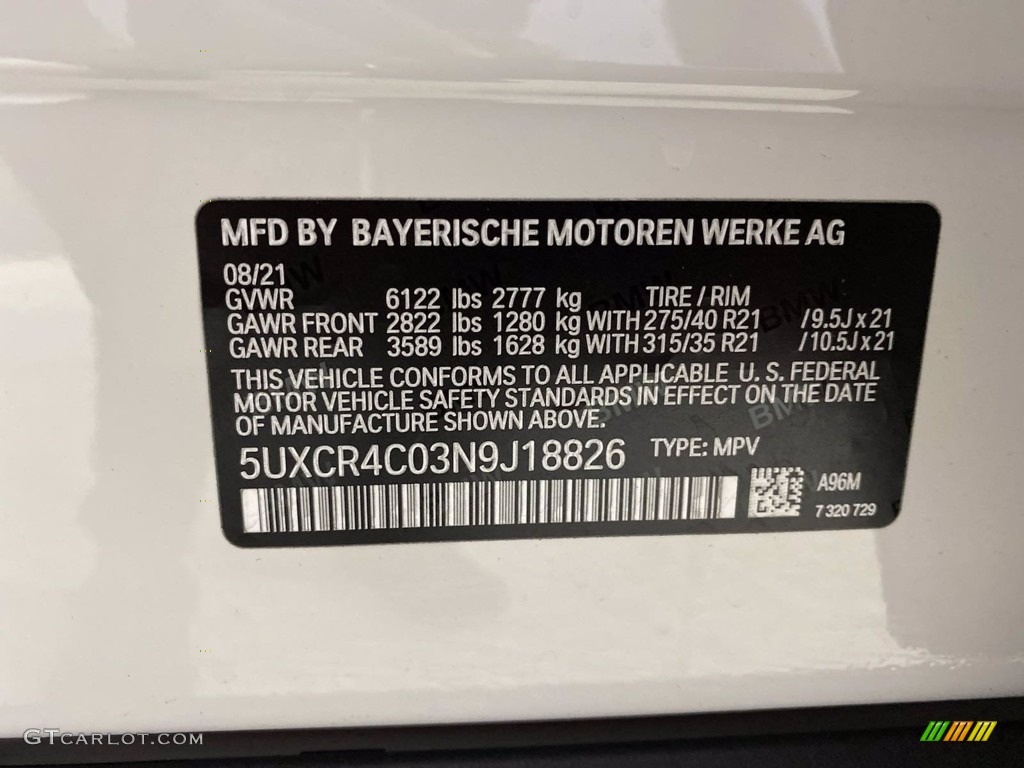 MFD BY BAYERISCHE MOTOREN WERKE AG
08/21
GVWR 6122 lbs 2777 kg TIRE / RIM
GAWR FRONT 2822 lbs 1280 kg WITH 275/40 R21 /9.5J x 21
GAWR REAR 3589 lbs 1628 kg WITH 315/35 R21 /10.5J x 21
THIS VEHICLE CONFORMS TO ALL APPLICABLE U. S. FEDERAL
MOTOR VEHICLE SAFETY STANDARDS IN EFFECT ON THE DATE
OF MANUFACTURE SHOWN ABOVE.
5UXCR4C03N9J18826 TYPE: MPV
A96M
7 320 729
GTCARLOT.COM